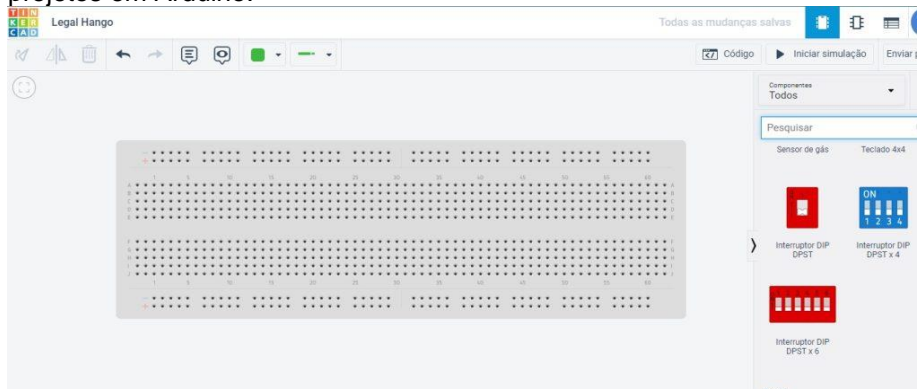 projetos em Arduino.
TIN
KER
CAD
Legal Hango
Todas as mudanças salvas
Código
Iniciar simulação
Enviar
Componentes
Todos
Pesquisar
Sensor de gás
Teclado 4x4
ON
1 2 3 4
Interruptor DIP
DPST
Interruptor DIP
DPST x 4
Interruptor DIP
DPST x 6